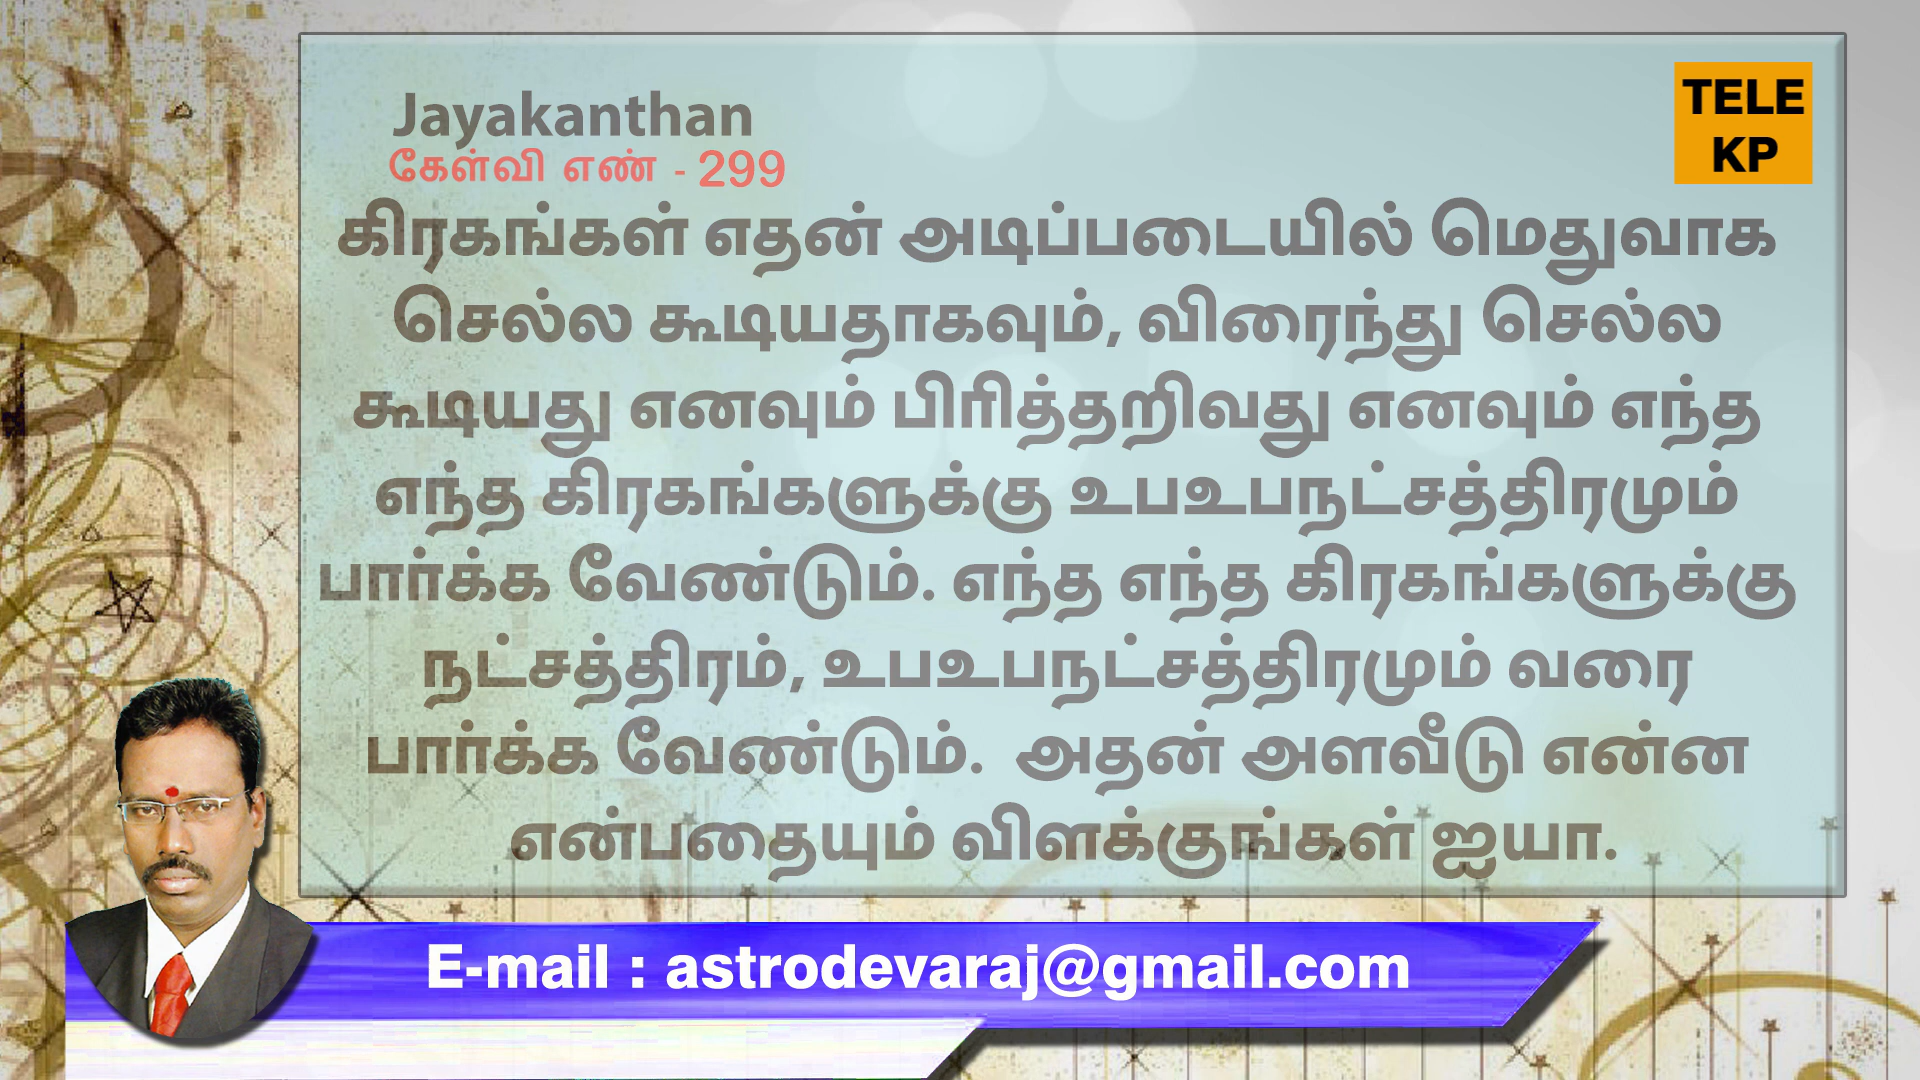 Jayakanthan
கேள்வி எண் - 299
TELE
KP
கிரகங்கள் எதன் அடிப்படையில் மெதுவாக
செல்ல கூடியதாகவும், விரைந்து செல்ல
கூடியது எனவும் பிரித்தறிவது எனவும் எந்த
எந்த கிரகங்களுக்கு உபஉபநட்சத்திரமும்
பார்க்க வேண்டும். எந்த எந்த கிரகங்களுக்கு
நட்சத்திரம், உபஉபநட்சத்திரமும் வரை
பார்க்க வேண்டும்.  அதன் அளவீடு என்ன
என்பதையும் விளக்குங்கள் ஐயா.
E-mail : astrodevaraj@gmail.com